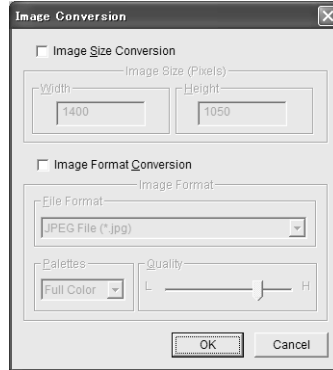 Image Conversion
Image Size Conversion
Image Size (Pixels)
Width Height
1400 1050
Image Format Conversion
Image Format
File Format
JPEG File (*.jpg)
Palettes Quality
Full Color L H
OK Cancel